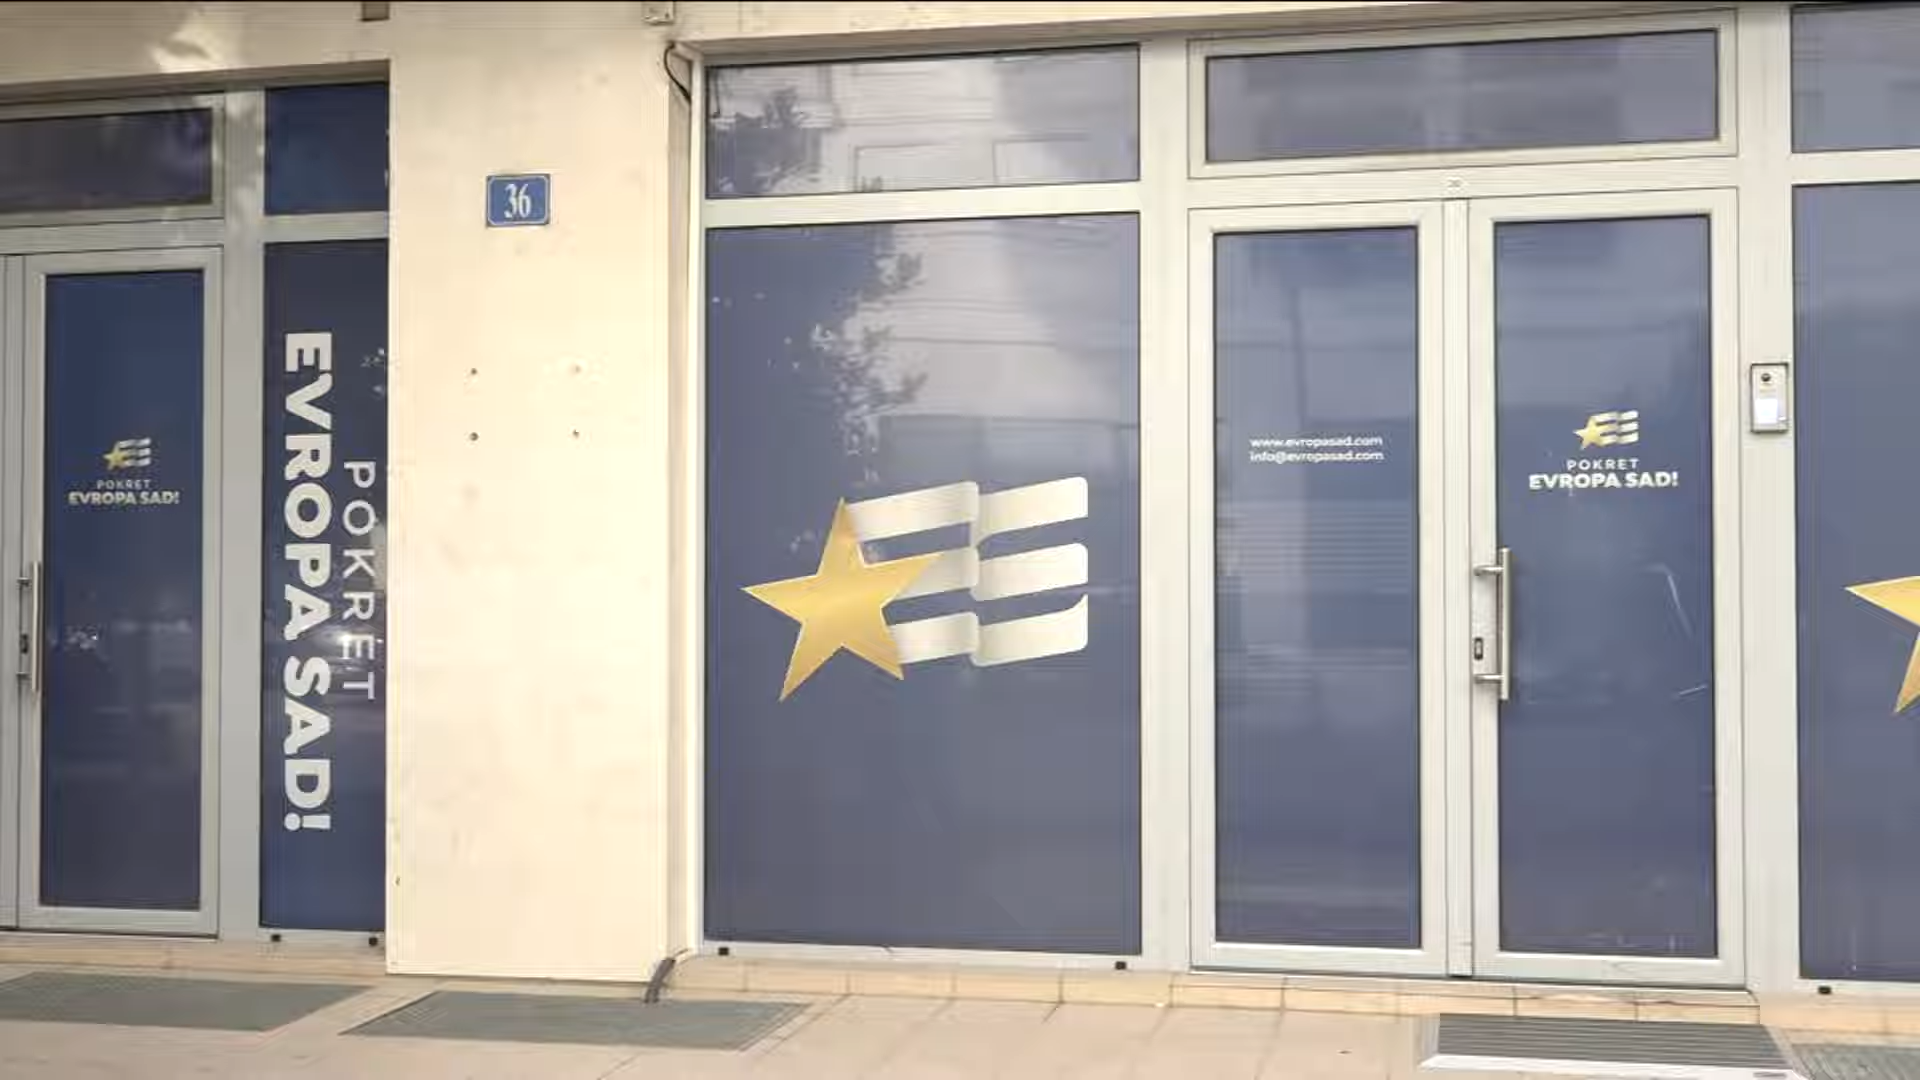 36
POKRET
EVROPA SAD!
POKRET
EVROPA SAD!
www.evropasad.com
info@evropasad.com
POKRET
EVROPA SAD!